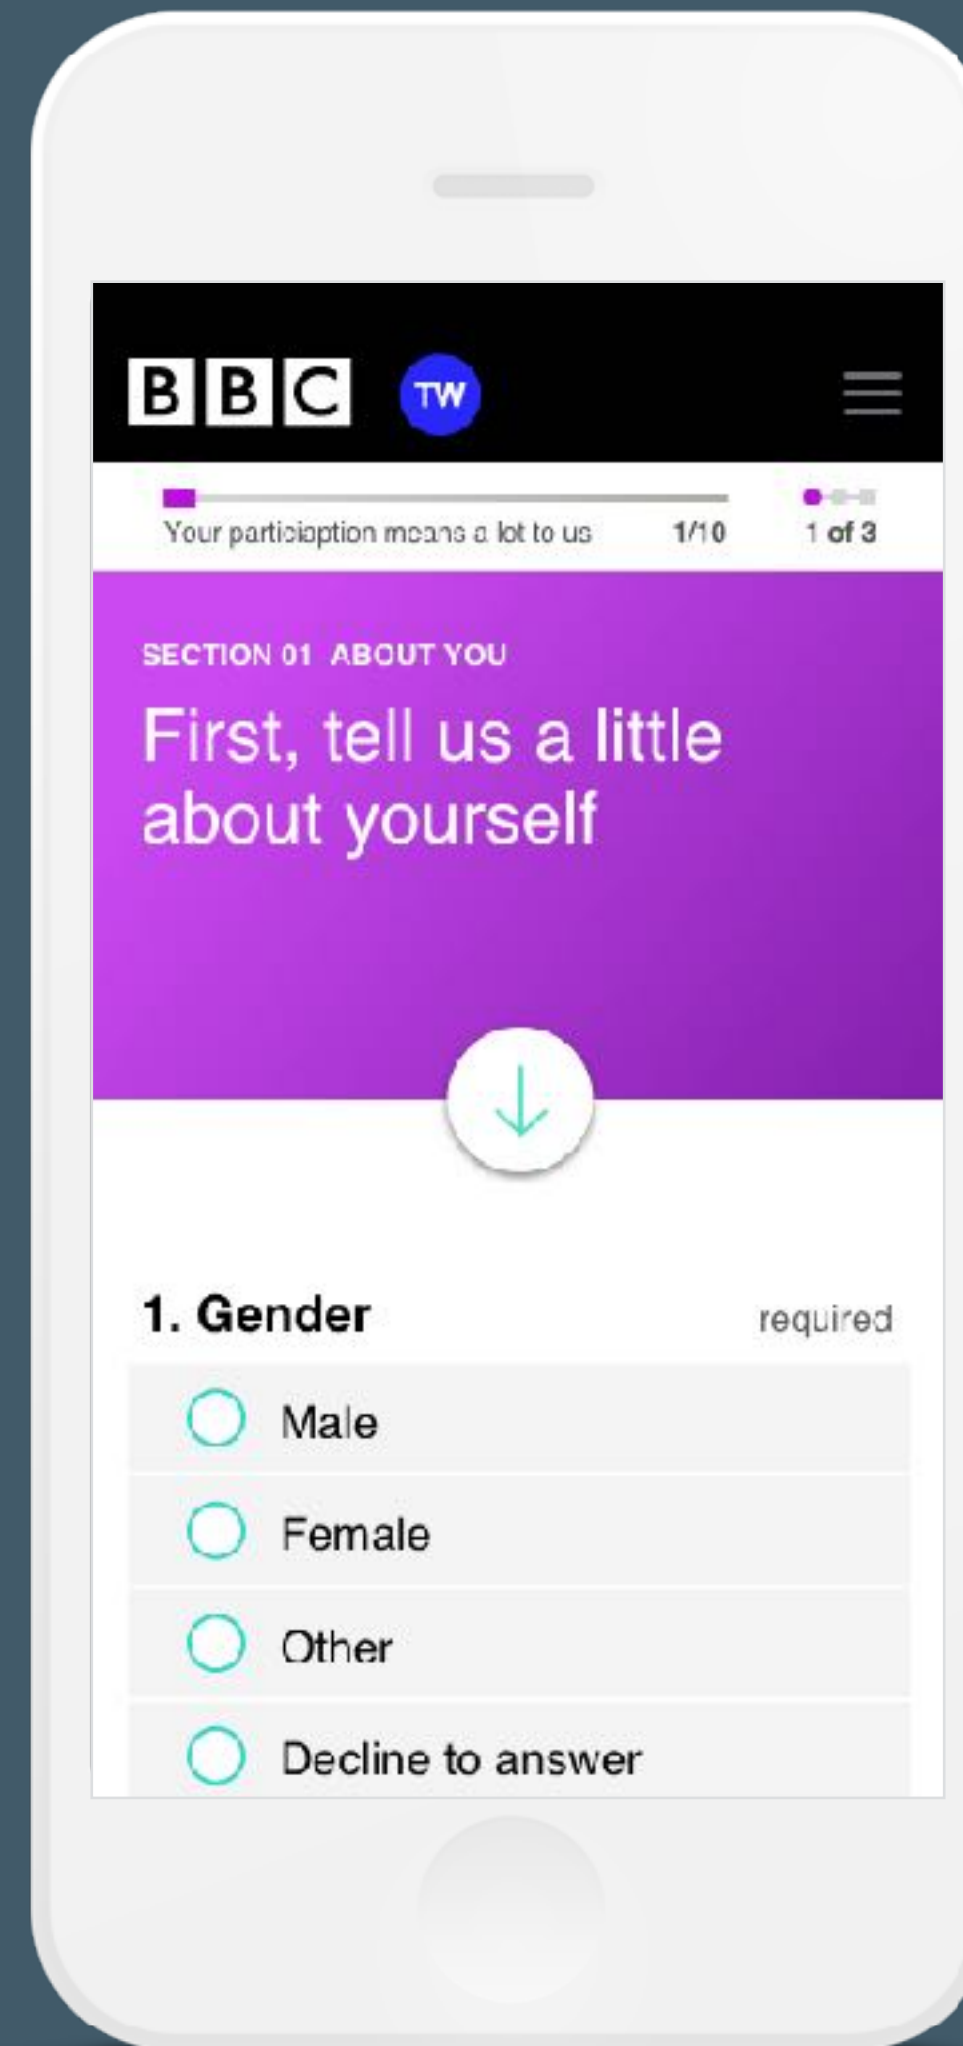 BBC TW
Your particiaption means a lot to us 1/10 1 of 3
SECTION 01 ABOUT YOU
First, tell us a little
about yourself
1. Gender required
Male
Female
Other
Decline to answer